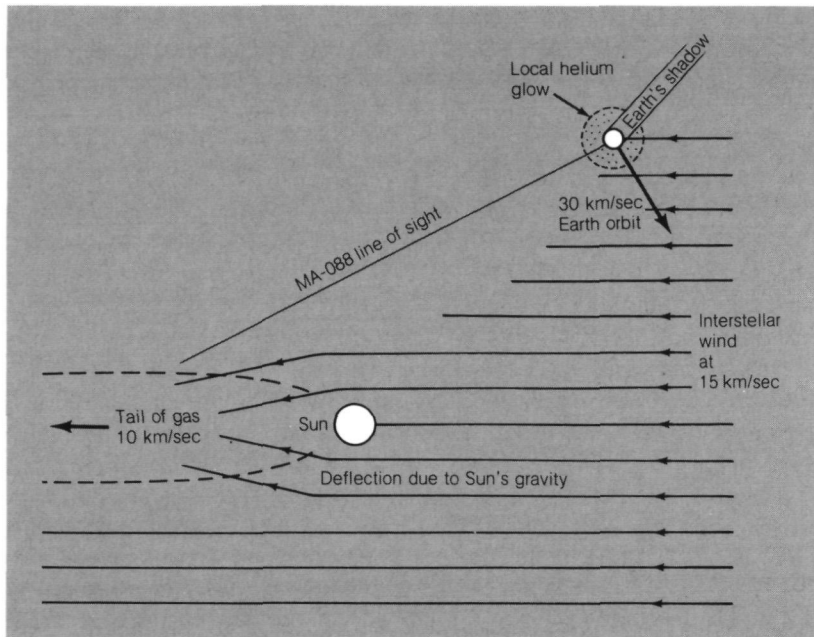 Local helium
glow
Earth's shadow
30 km/sec
Earth orbit
MA-088 line of sight
Interstellar
wind
at
15 km/sec
Tail of gas
10 km/sec
Sun
Deflection due to Sun's gravity